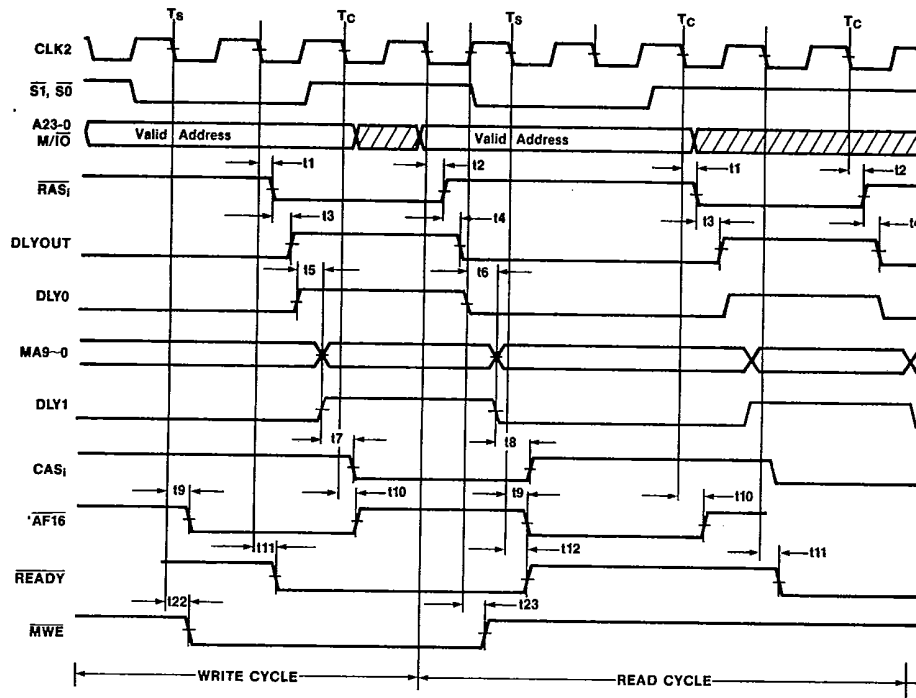 Ts Tc Ts Tc Tc
CLK2
S1, S0
A23-0
M/IO
Valid Address Valid Address
t1 t2 t1 t2
RASi
t3 t4 t3 t4
DLYOUT
t5 t6
DLY0
MA9~0
DLY1
t7 t8
CASi
t9 t10 t9 t10
'AF16
t11 t12 t11
READY
t22 t23
MWE
WRITE CYCLE READ CYCLE